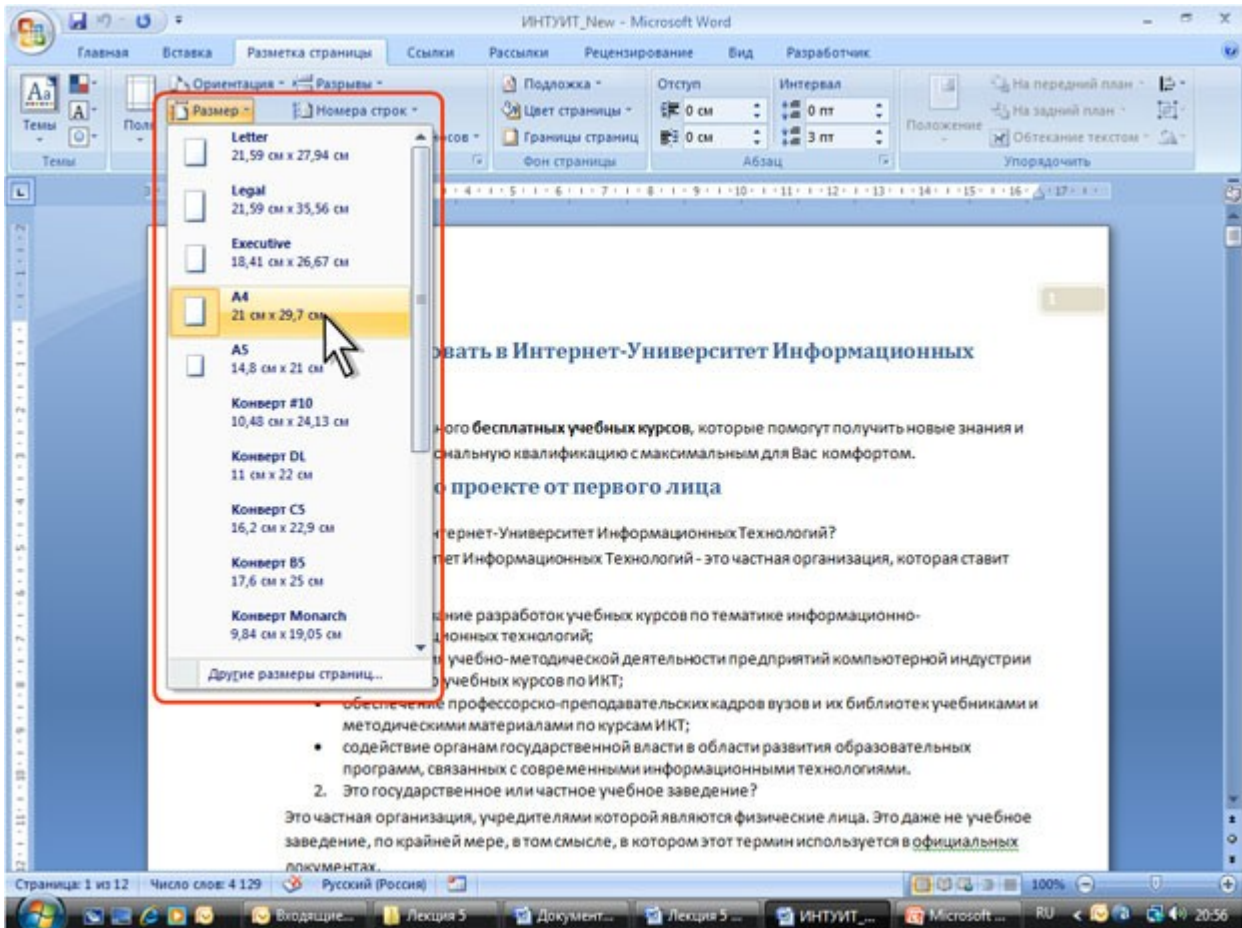 ИНТУИТ_New - Microsoft Word
Главная Вставка Разметка страницы Ссылки Рассылки Рецензирование Вид Разработчик
Ориентация Разрывы Подложка Отступ Интервал На передний план
Размер Номера строк Цвет страницы 0 см 0 пт На задний план
Темы Границы страниц 0 см 3 пт Положение Обтекание текстом
Темы Фон страницы Абзац Упорядочить
Letter
21,59 см x 27,94 см
Legal
21,59 см x 35,56 см
Executive
18,41 см x 26,67 см
A4
21 см x 29,7 см
A5
14,8 см x 21 см
Конверт #10
10,48 см x 24,13 см
Конверт DL
11 см x 22 см
Конверт C5
16,2 см x 22,9 см
Конверт B5
17,6 см x 25 см
Конверт Monarch
9,84 см x 19,05 см
Другие размеры страниц...
1
в Интернет-Университет Информационных
бесплатных учебных курсов, которые помогут получить новые знания и
квалификацию с максимальным для Вас комфортом.
о проекте от первого лица
Информационных Технологий?
Информационных Технологий - это частная организация, которая ставит
разработок учебных курсов по тематике информационно-
технологий;
учебно-методической деятельности предприятий компьютерной индустрии
учебных курсов по ИКТ;
• обеспечение профессорско-преподавательских кадров вузов и их библиотек учебниками и
методическими материалами по курсам ИКТ;
• содействие органам государственной власти в области развития образовательных
программ, связанных с современными информационными технологиями.
2. Это государственное или частное учебное заведение?
Это частная организация, учредителями которой являются физические лица. Это даже не учебное
заведение, по крайней мере, в том смысле, в котором этот термин используется в официальных
документах.
Страница: 1 из 12 Число слов: 4 129 Русский (Россия) 100%
Входящие... Лекция 5 Документ... Лекция 5 ... ИНТУИТ_... Microsoft ... RU 20:56